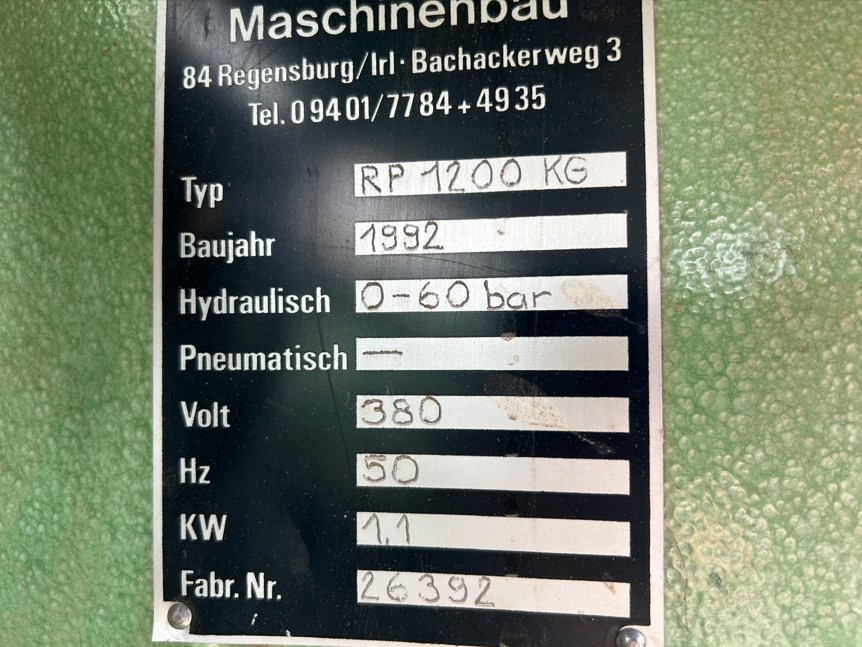 Maschinenbau
84 Regensburg/Irl · Bachackerweg 3
Tel. 0 94 01/77 84 + 49 35
Typ RP 1200 KG
Baujahr 1992
Hydraulisch 0-60 bar
Pneumatisch —
Volt 380
Hz 50
KW 1,1
Fabr. Nr. 26392